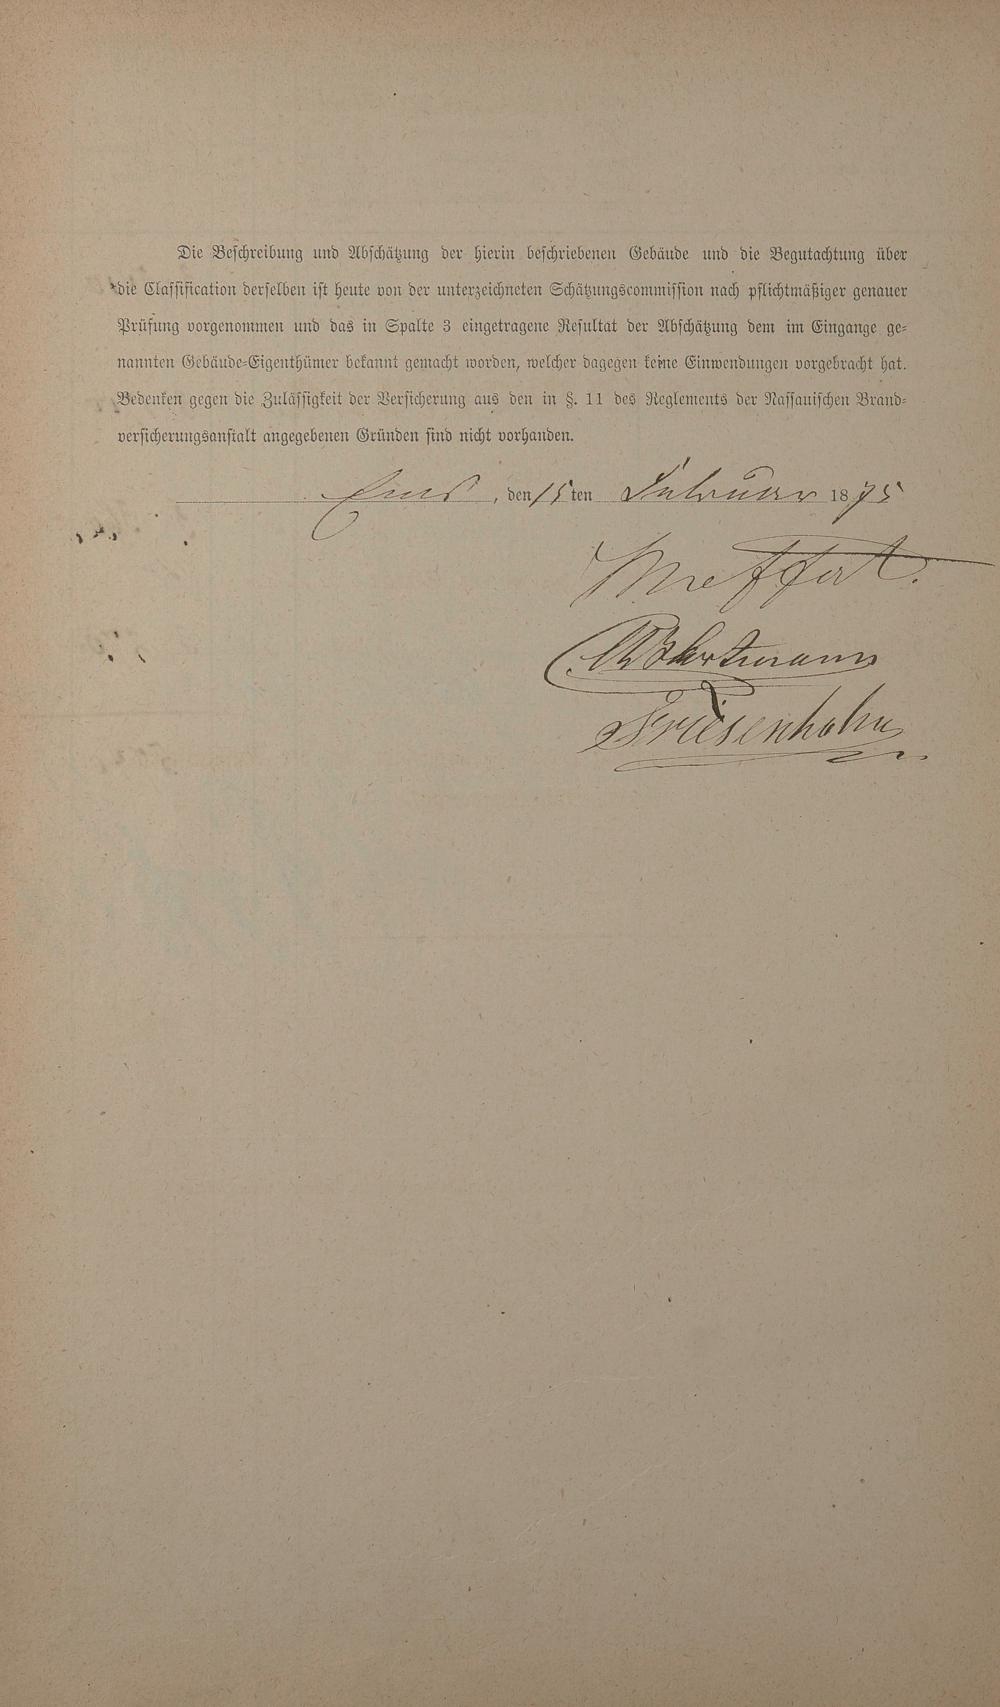 Die Beschreibung und Abschätzung der hierin beschriebenen Gebäude und die Begutachtung über
die Classification derselben ist heute von der unterzeichneten Schätzungscommission nach pflichtmäßiger genauer
Prüfung vorgenommen und das in Spalte 3 eingetragene Resultat der Abschätzung dem im Eingange ge-
nannten Gebäude-Eigenthümer bekannt gemacht worden, welcher dagegen keine Einwendungen vorgebracht hat.
Bedenken gegen die Zulässigkeit der Versicherung aus den in §. 11 des Reglements der Nassauischen Brand-
versicherungsanstalt angegebenen Gründen sind nicht vorhanden.
Ems, den 15ten Februar 1875
Meffert.
Friesenhahn